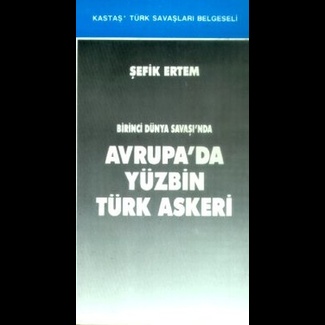 KASTAŞ' TÜRK SAVAŞLARI BELGESELİ
ŞEFİK ERTEM
BİRİNCİ DÜNYA SAVAŞI'NDA
AVRUPA'DA
YÜZBİN
TÜRK ASKERİ